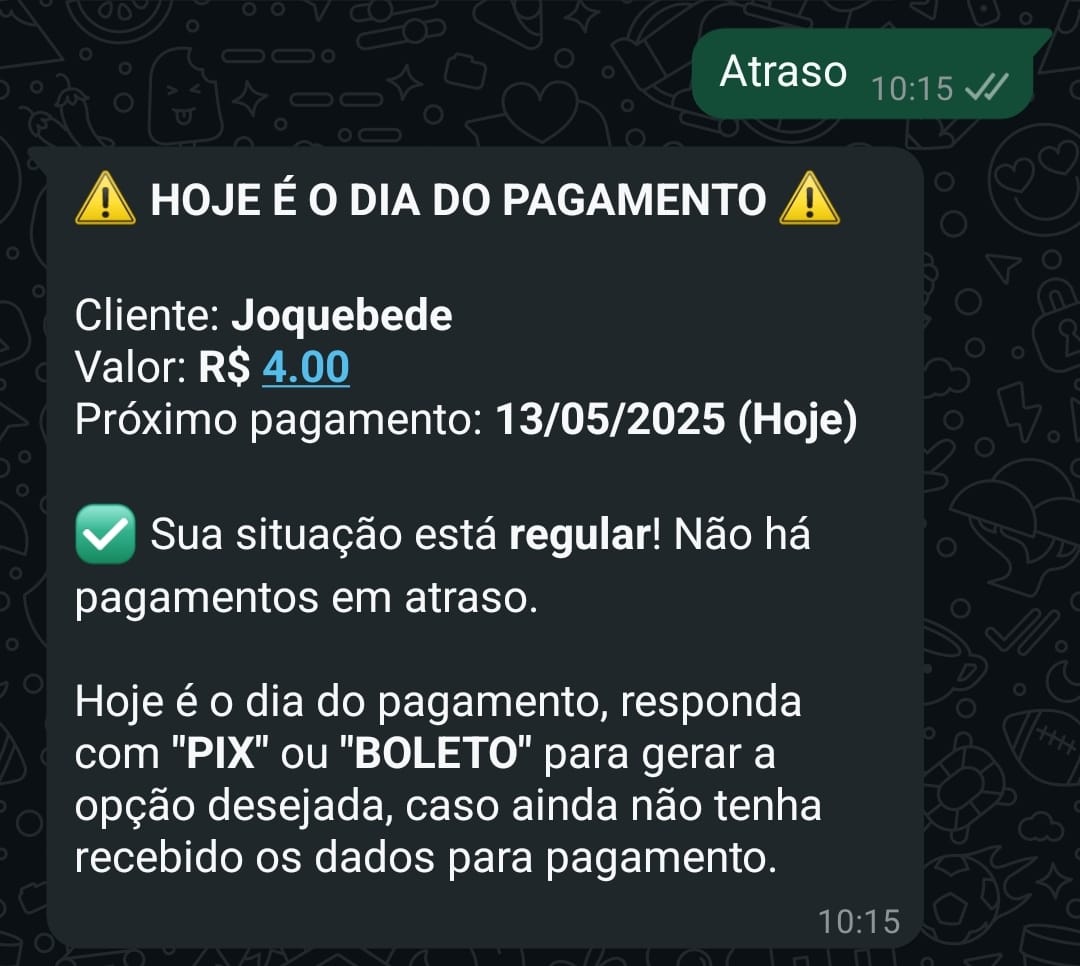 Atraso 10:15
⚠️ HOJE É O DIA DO PAGAMENTO ⚠️
Cliente: Joquebede
Valor: R$ 4.00
Próximo pagamento: 13/05/2025 (Hoje)
✅ Sua situação está regular! Não há
pagamentos em atraso.
Hoje é o dia do pagamento, responda
com "PIX" ou "BOLETO" para gerar a
opção desejada, caso ainda não tenha
recebido os dados para pagamento.
10:15